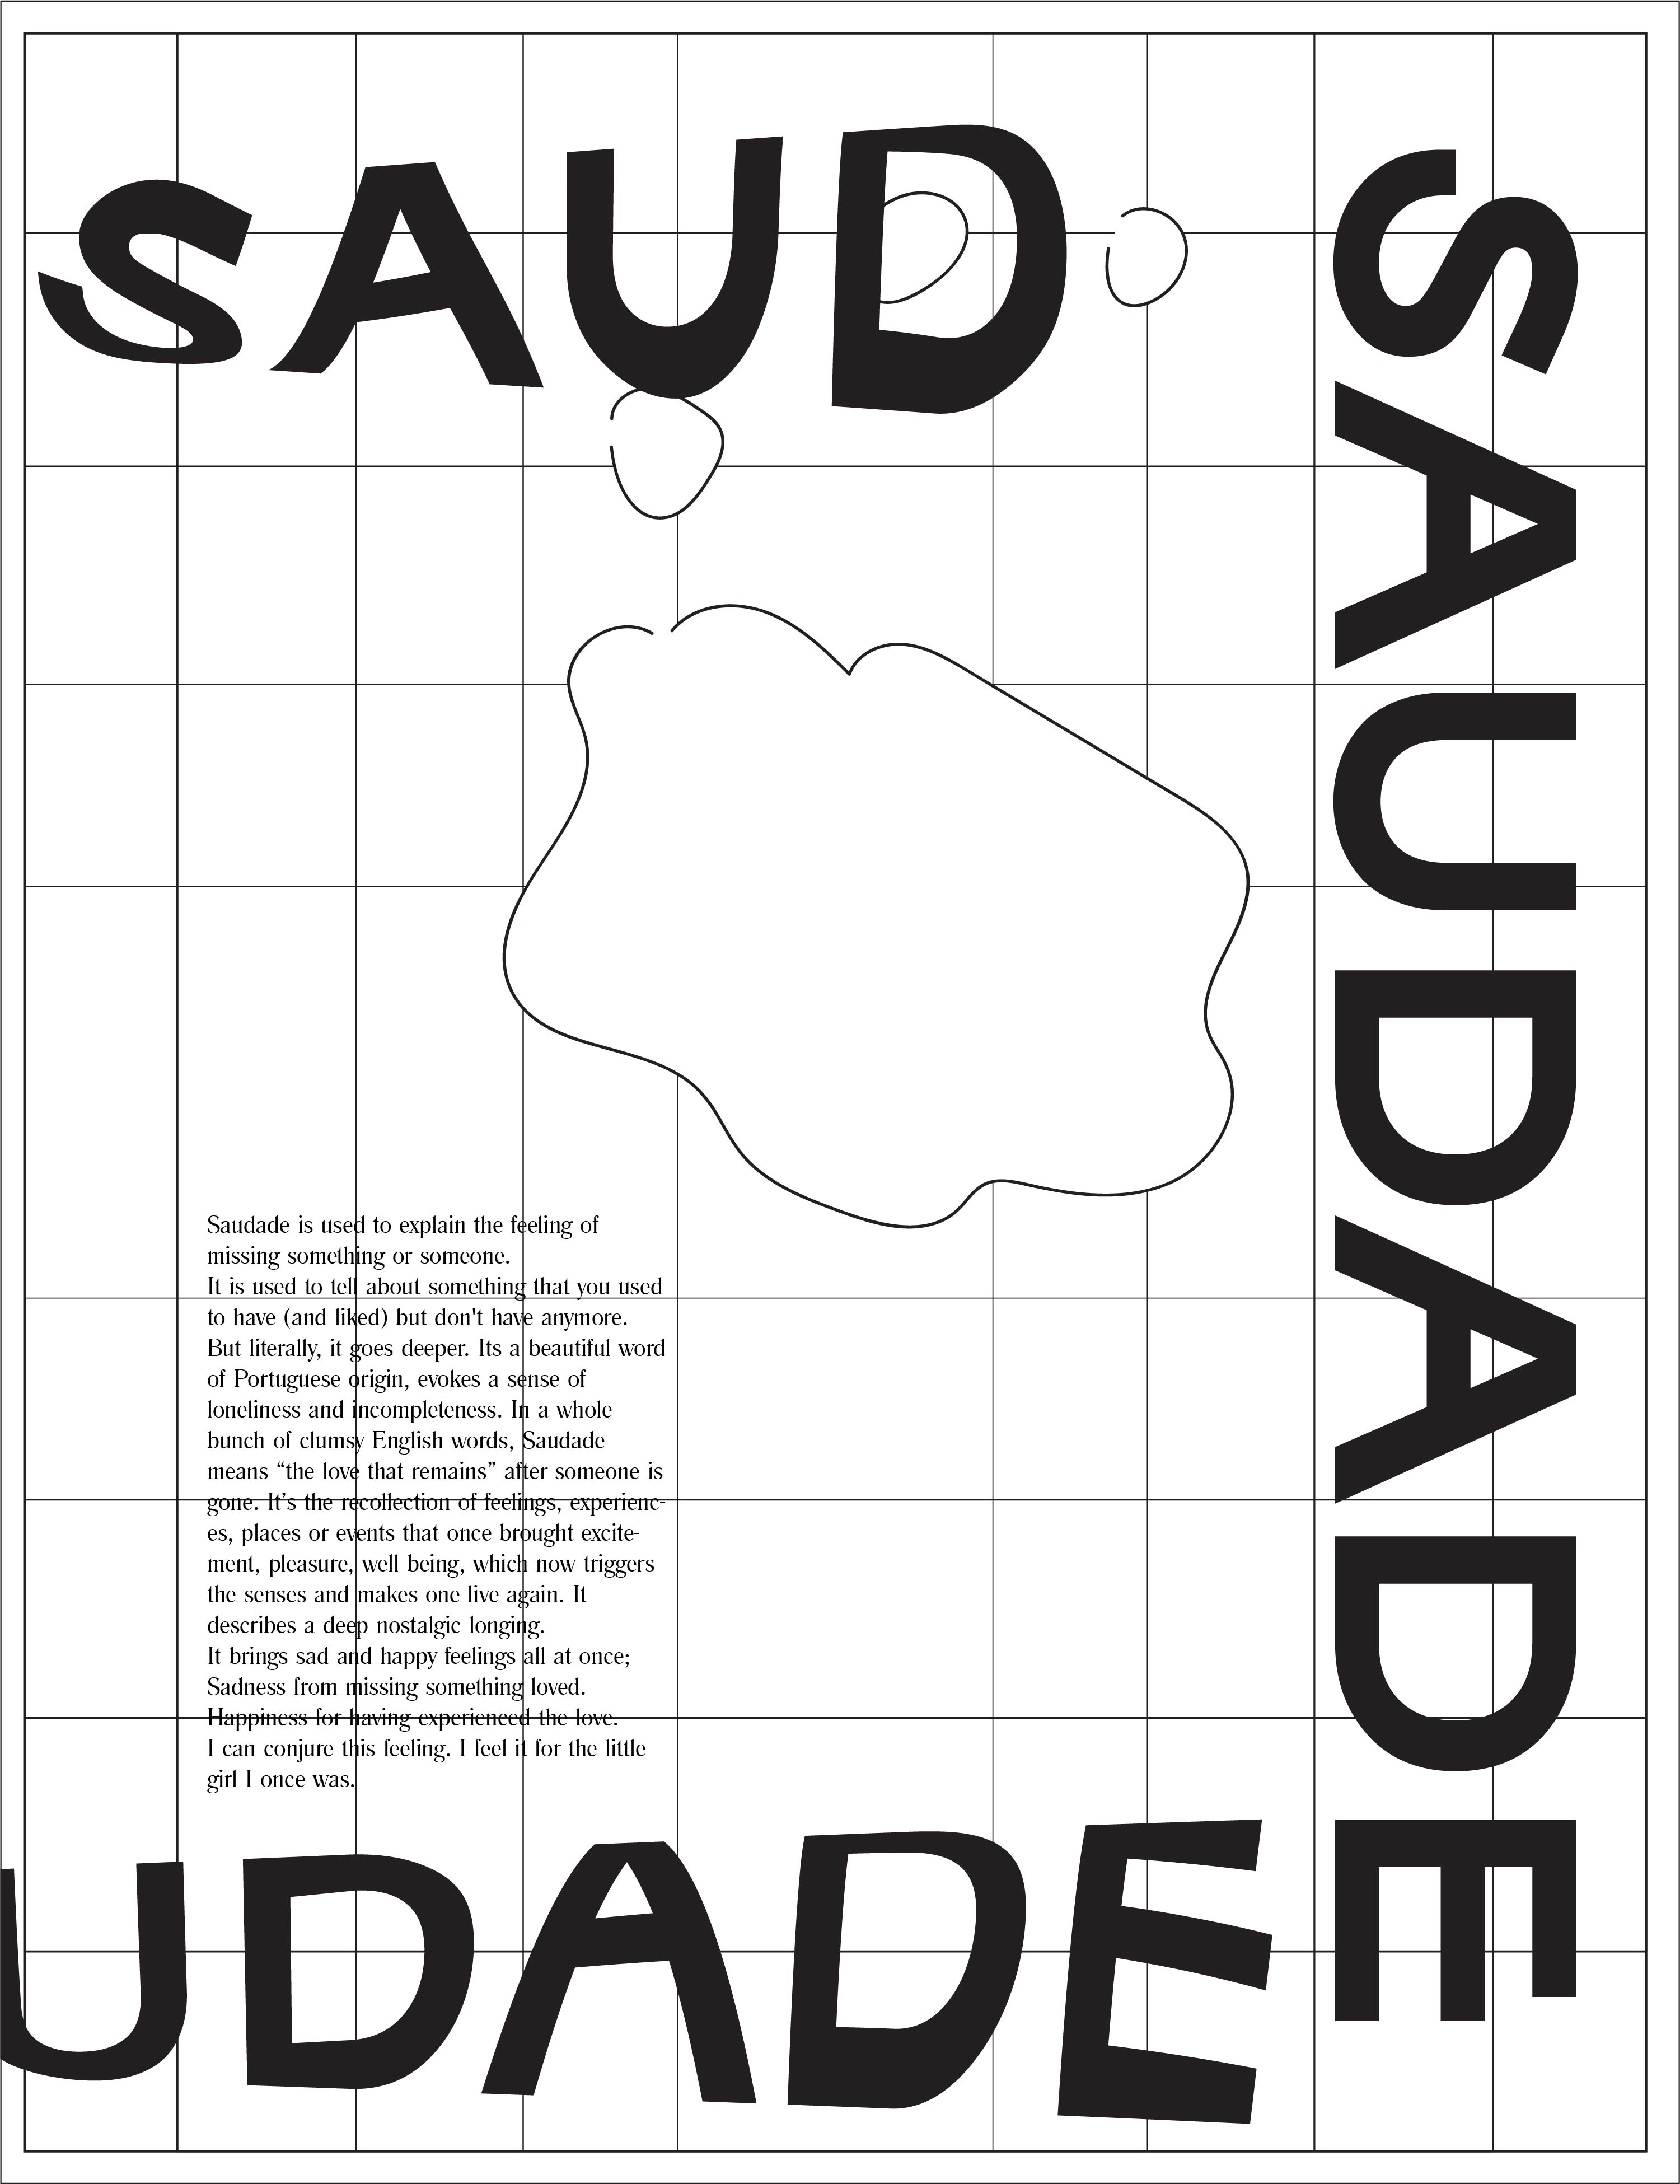 SAUD
SAUDADE
Saudade is used to explain the feeling of
missing something or someone.
It is used to tell about something that you used
to have (and liked) but don't have anymore.
But literally, it goes deeper. Its a beautiful word
of Portuguese origin, evokes a sense of
loneliness and incompleteness. In a whole
bunch of clumsy English words, Saudade
means “the love that remains” after someone is
gone. It’s the recollection of feelings, experienc-
es, places or events that once brought excite-
ment, pleasure, well being, which now triggers
the senses and makes one live again. It
describes a deep nostalgic longing.
It brings sad and happy feelings all at once;
Sadness from missing something loved.
Happiness for having experienced the love.
I can conjure this feeling. I feel it for the little
girl I once was.
UDADE